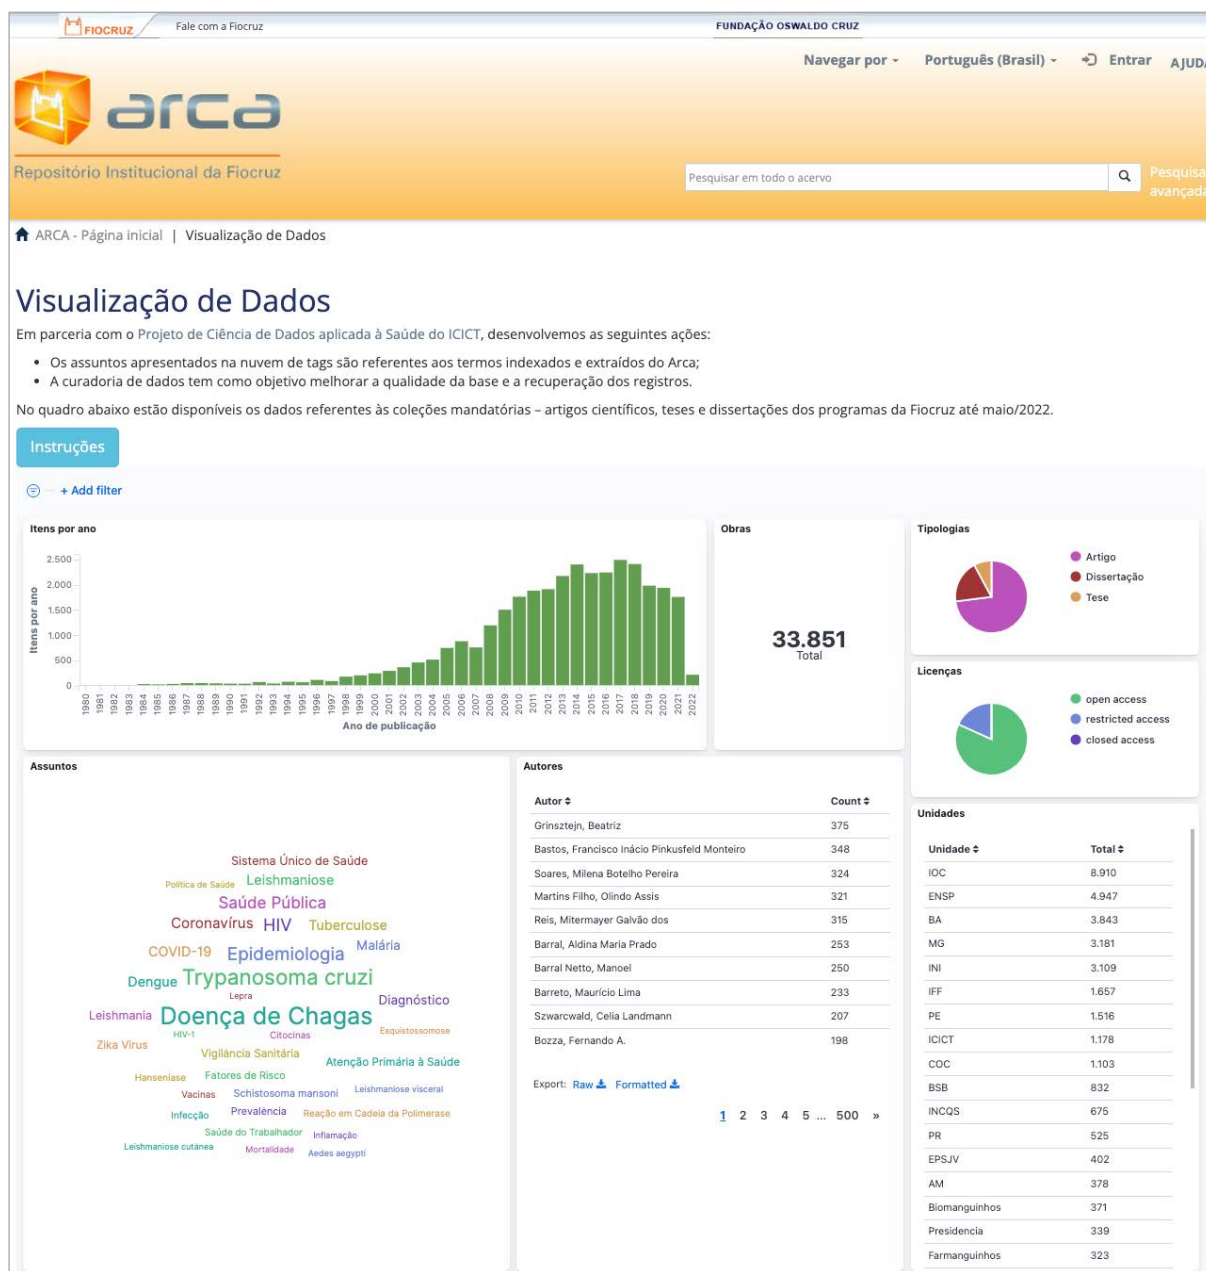 FIOCRUZ
Fale com a Fiocruz
FUNDAÇÃO OSWALDO CRUZ
Navegar por
Português (Brasil)
Entrar
AJUDA
arca
Repositório Institucional da Fiocruz
Pesquisar em todo o acervo
Pesquisa
avançada
ARCA - Página inicial | Visualização de Dados
Visualização de Dados
Em parceria com o Projeto de Ciência de Dados aplicada à Saúde do ICICT, desenvolvemos as seguintes ações:
• Os assuntos apresentados na nuvem de tags são referentes aos termos indexados e extraídos do Arca;
• A curadoria de dados tem como objetivo melhorar a qualidade da base e a recuperação dos registros.
No quadro abaixo estão disponíveis os dados referentes às coleções mandatórias – artigos científicos, teses e dissertações dos programas da Fiocruz até maio/2022.
Instruções
+ Add filter
Itens por ano
Itens por ano
2.500
2.000
1.500
1.000
500
0
1980 1981 1982 1983 1984 1985 1986 1987 1988 1989 1990 1991 1992 1993 1994 1995 1996 1997 1998 1999 2000 2001 2002 2003 2004 2005 2006 2007 2008 2009 2010 2011 2012 2013 2014 2015 2016 2017 2018 2019 2020 2021 2022
Ano de publicação
Obras
33.851
Total
Tipologias
Artigo
Dissertação
Tese
Licenças
open access
restricted access
closed access
Assuntos
Sistema Único de Saúde
Política de Saúde Leishmaniose
Saúde Pública
Coronavírus HIV Tuberculose
COVID-19 Epidemiologia Malária
Dengue Trypanosoma cruzi
Lepra Diagnóstico
Leishmania Doença de Chagas
HIV-1 Citocinas Esquistossomose
Zika Virus Vigilância Sanitária
Atenção Primária à Saúde
Hanseníase Fatores de Risco
Vacinas Schistosoma mansoni Leishmaniose visceral
Infecção Prevalência Reação em Cadeia da Polimerase
Saúde do Trabalhador Inflamação
Leishmaniose cutânea Mortalidade Aedes aegypti
Autores
Autor Count
Grinsztejn, Beatriz 375
Bastos, Francisco Inácio Pinkusfeld Monteiro 348
Soares, Milena Botelho Pereira 324
Martins Filho, Olindo Assis 321
Reis, Mitermayer Galvão dos 315
Barral, Aldina Maria Prado 253
Barral Netto, Manoel 250
Barreto, Maurício Lima 233
Szwarcwald, Celia Landmann 207
Bozza, Fernando A. 198
Export: Raw Formatted
1 2 3 4 5 ... 500 »
Unidades
Unidade Total
IOC 8.910
ENSP 4.947
BA 3.843
MG 3.181
INI 3.109
IFF 1.657
PE 1.516
ICICT 1.178
COC 1.103
BSB 832
INCQS 675
PR 525
EPSJV 402
AM 378
Biomanguinhos 371
Presidencia 339
Farmanguinhos 323